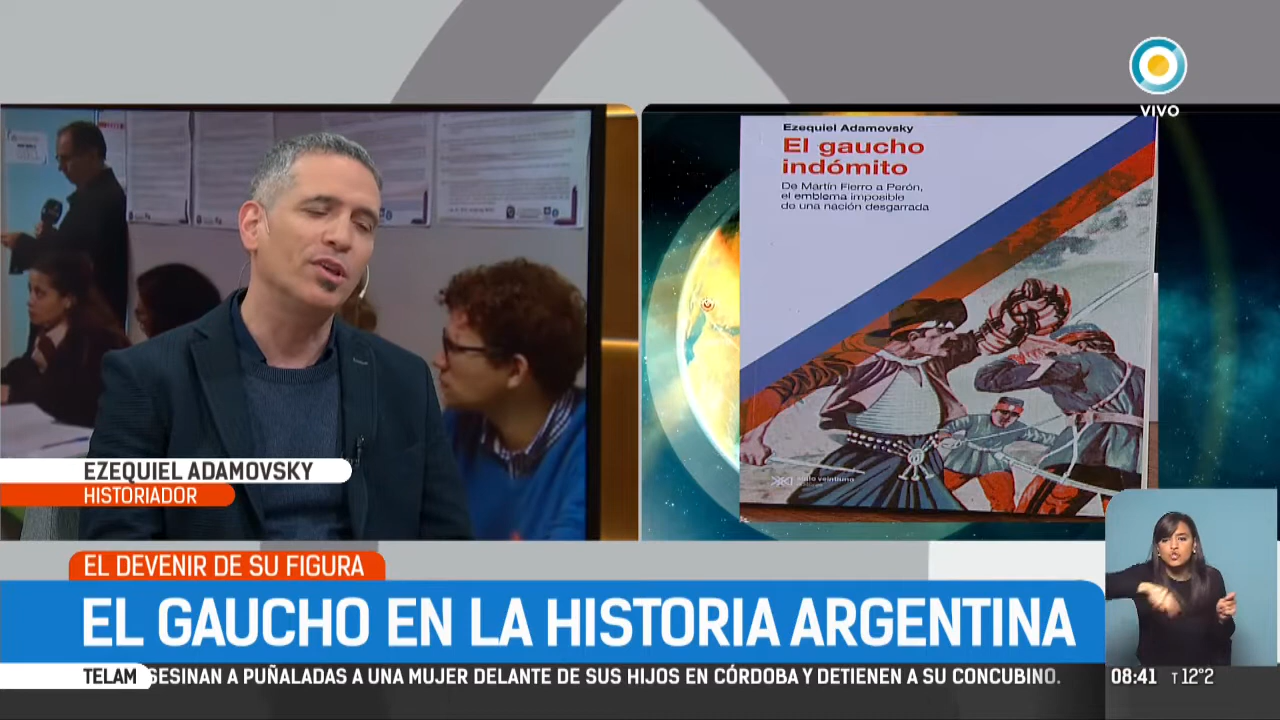 VIVO
Ezequiel Adamovsky
El gaucho
indómito
De Martín Fierro a Perón,
el emblema imposible
de una nación desgarrada
siglo veintiuno
EZEQUIEL ADAMOVSKY
HISTORIADOR
EL DEVENIR DE SU FIGURA
EL GAUCHO EN LA HISTORIA ARGENTINA
TELAM SESINAN A PUÑALADAS A UNA MUJER DELANTE DE SUS HIJOS EN CÓRDOBA Y DETIENEN A SU CONCUBINO. 08:41 T 12°2